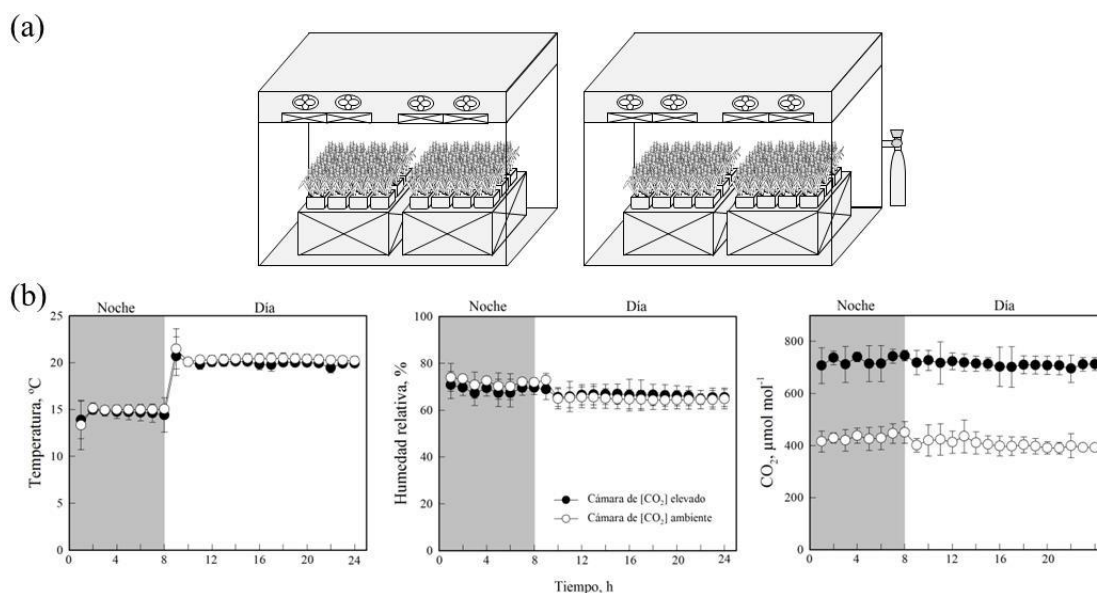 (a)
(b)
Noche Día
25
20
15
10
5
0
0 4 8 12 16 20 24
Temperatura, ºC
Noche Día
100
80
60
40
20
0
0 4 8 12 16 20 24
Humedad relativa, %
Cámara de [CO₂] elevado
Cámara de [CO₂] ambiente
Tiempo, h
Noche Día
800
600
400
200
0
0 4 8 12 16 20
CO₂, µmol mol⁻¹